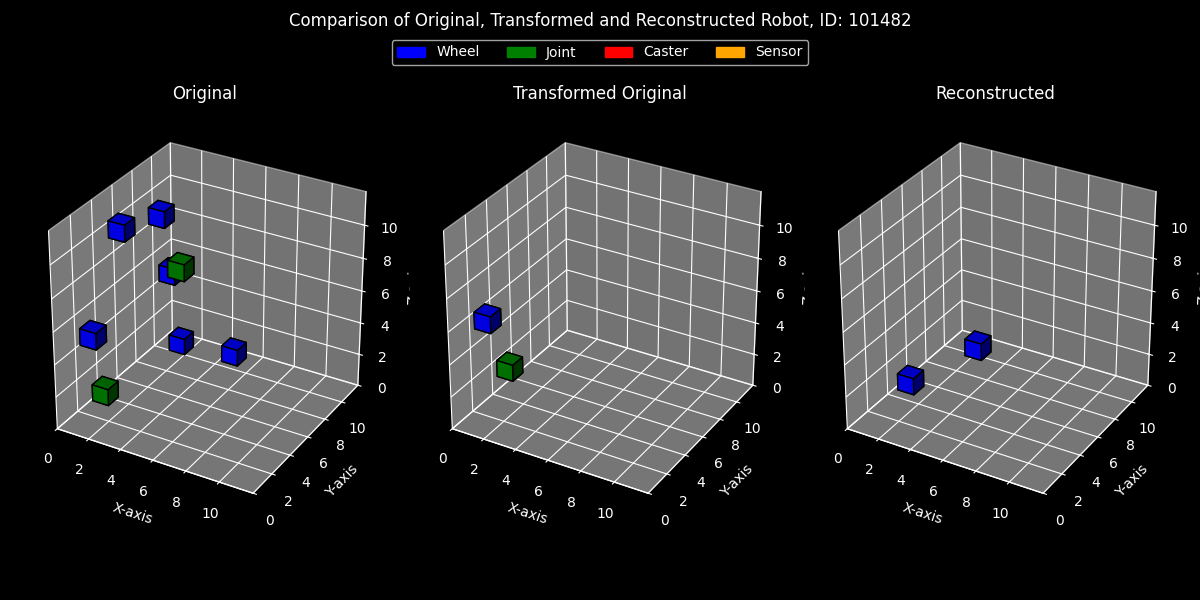 Comparison of Original, Transformed and Reconstructed Robot, ID: 101482
Wheel Joint Caster Sensor
Original
Transformed Original
Reconstructed
0 2 4 6 8 10
X-axis
0 2 4 6 8 10
Y-axis
0 2 4 6 8 10
0 2 4 6 8 10
X-axis
0 2 4 6 8 10
Y-axis
0 2 4 6 8 10
0 2 4 6 8 10
X-axis
0 2 4 6 8 10
Y-axis
0 2 4 6 8 10